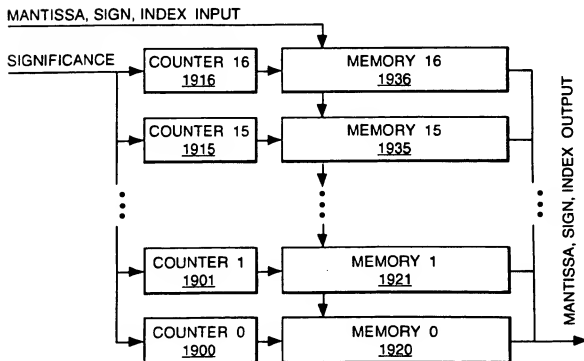 MANTISSA, SIGN, INDEX INPUT
SIGNIFICANCE
COUNTER 16
1916
MEMORY 16
1936
COUNTER 15
1915
MEMORY 15
1935
COUNTER 1
1901
MEMORY 1
1921
COUNTER 0
1900
MEMORY 0
1920
MANTISSA, SIGN, INDEX OUTPUT